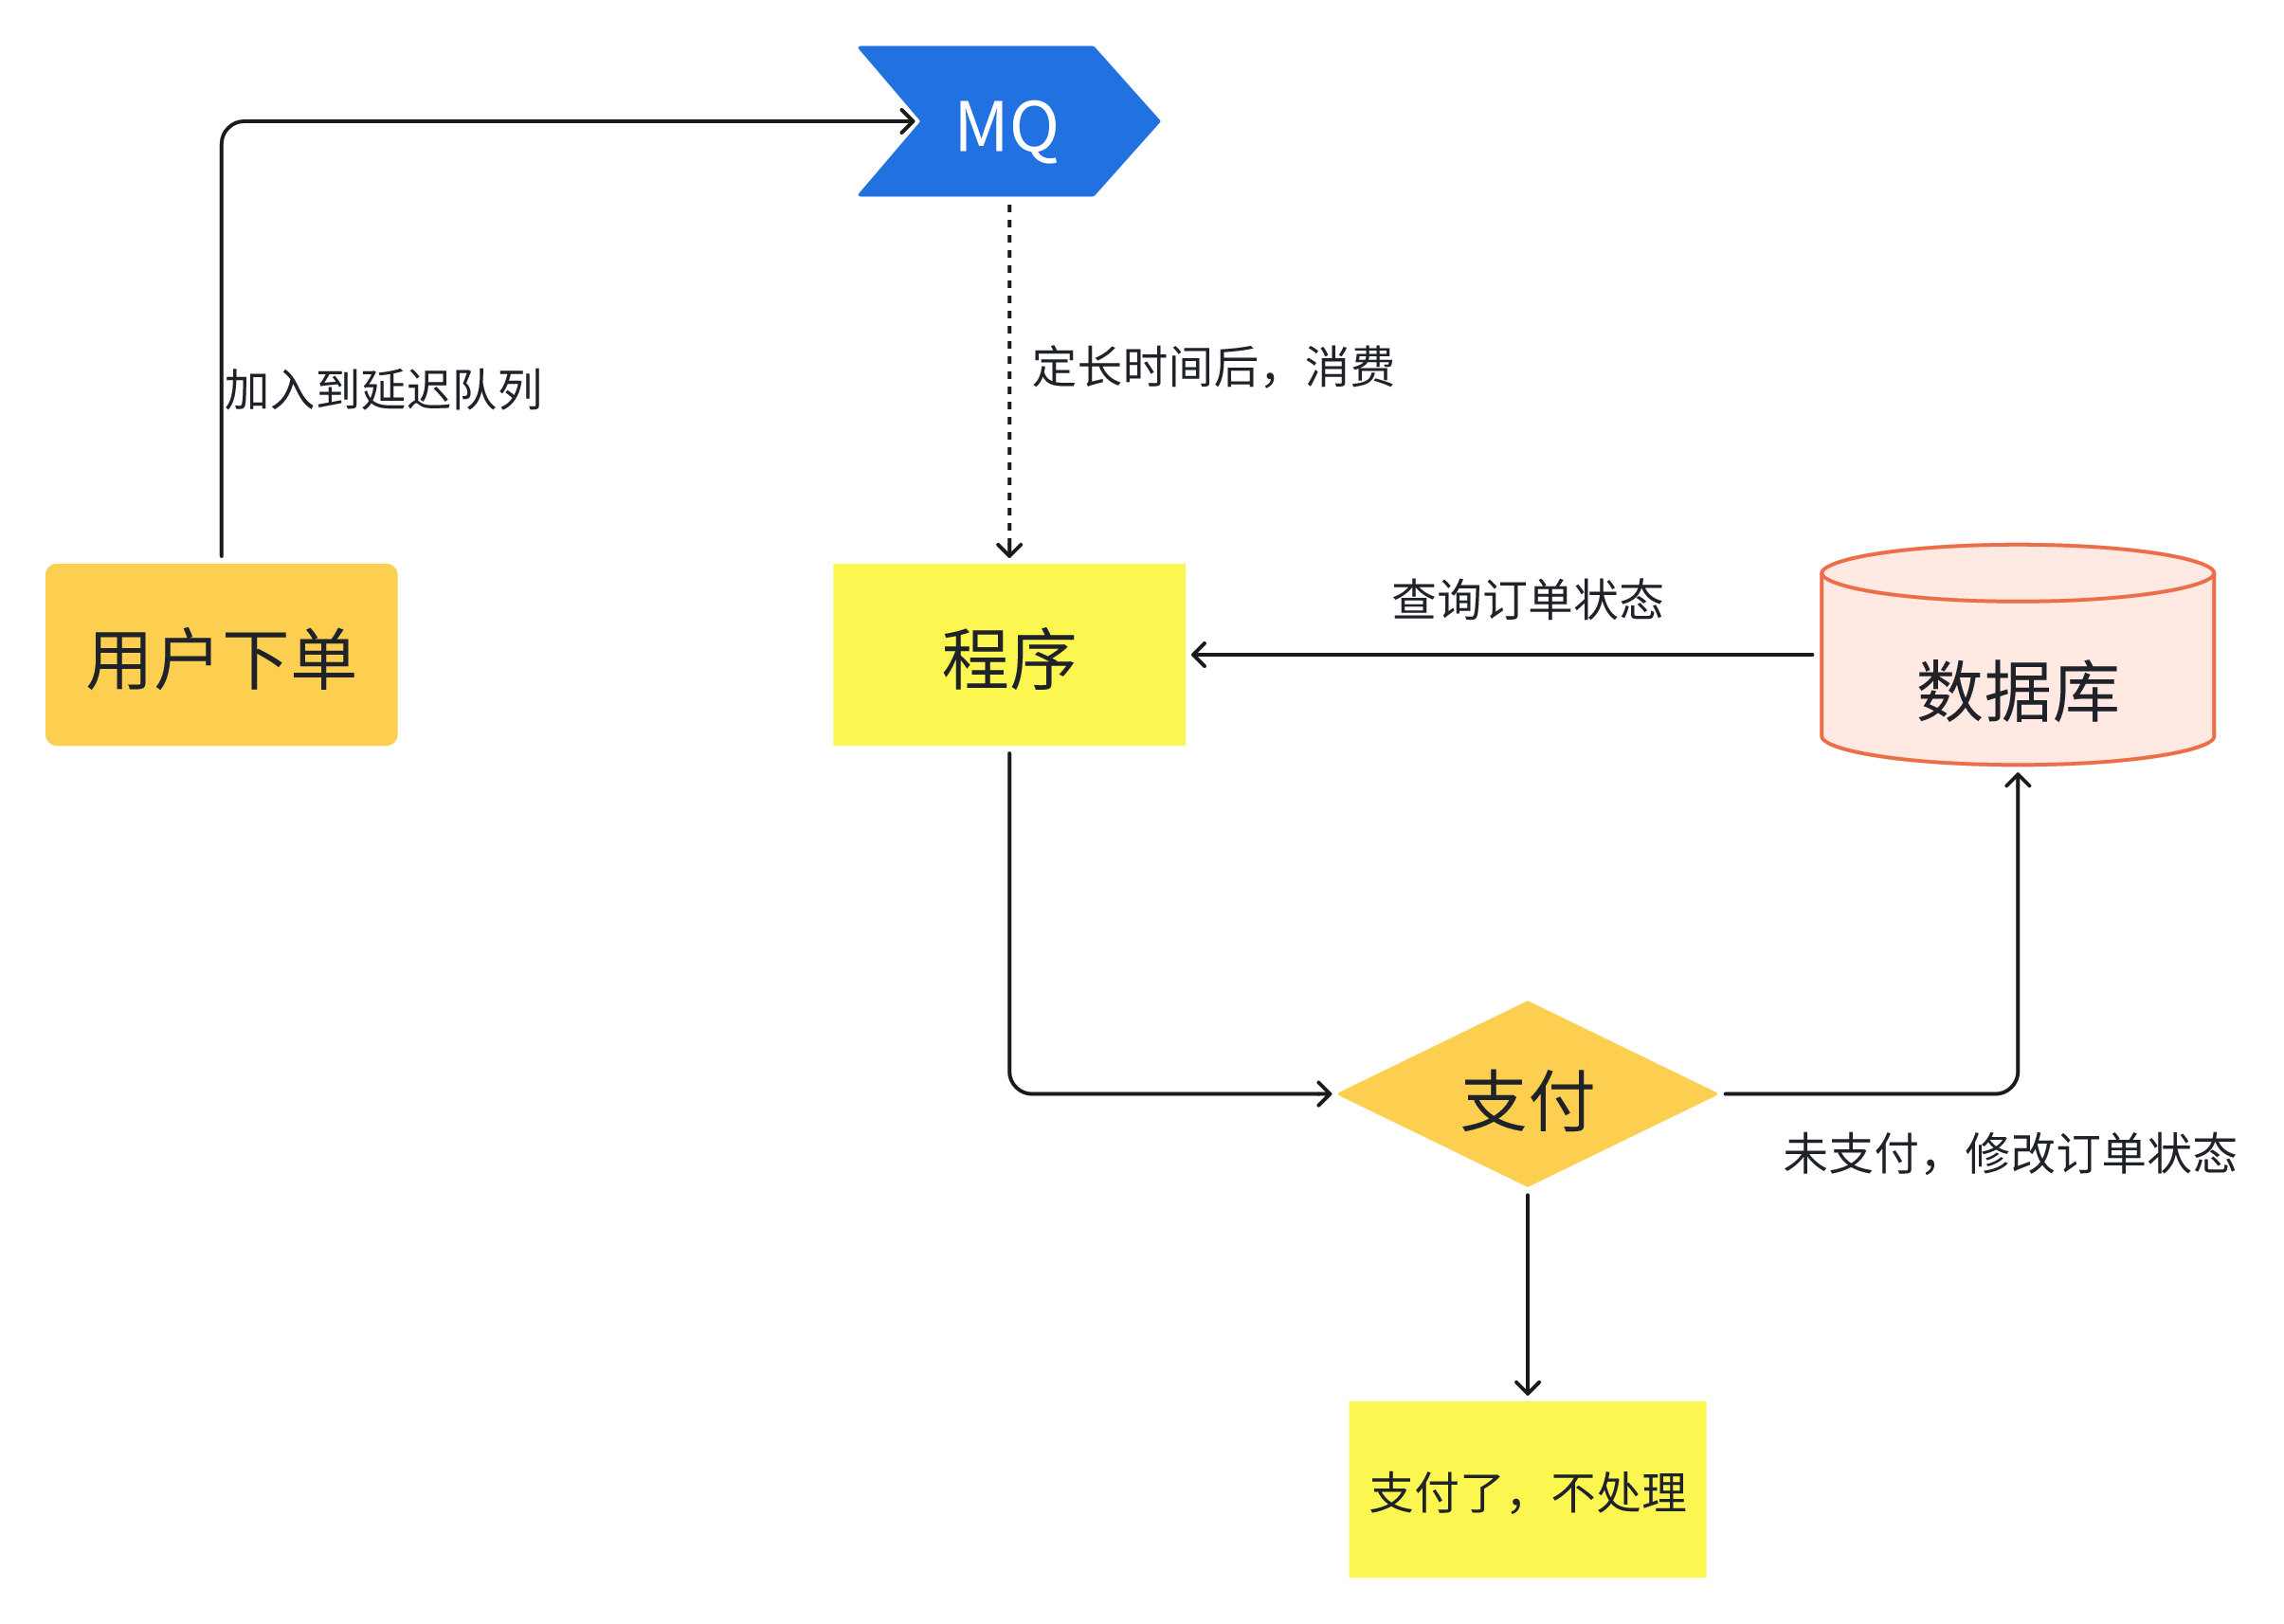 MQ
定长时间后，消费
加入到延迟队列
用户下单
程序
查询订单状态
数据库
支付
未支付，修改订单状态
支付了，不处理